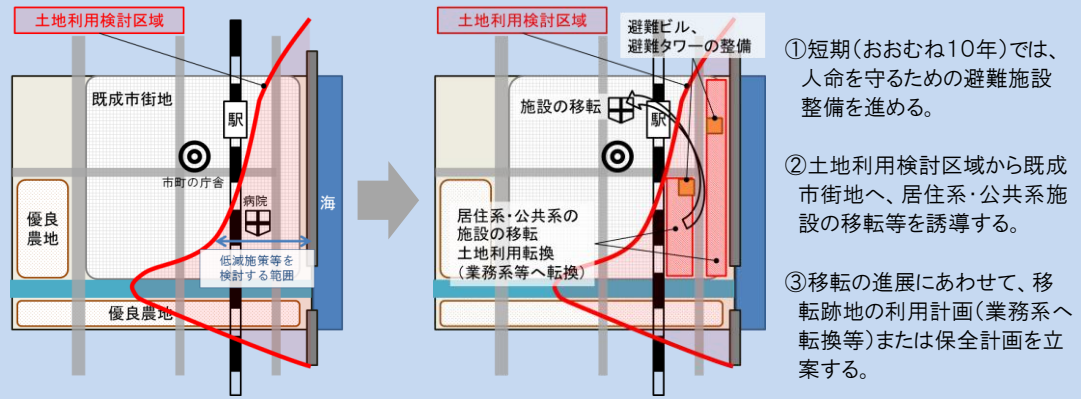 土地利用検討区域
既成市街地
駅
市町の庁舎
病院
海
優良
農地
低減施策等を
検討する範囲
優良農地
土地利用検討区域
避難ビル、
避難タワーの整備
施設の移転
駅
居住系・公共系の
施設の移転
土地利用転換
(業務系等へ転換)
①短期(おおむね10年)では、
人命を守るための避難施設
整備を進める。
②土地利用検討区域から既成
市街地へ、居住系・公共系施
設の移転等を誘導する。
③移転の進展にあわせて、移
転跡地の利用計画(業務系へ
転換等)または保全計画を立
案する。